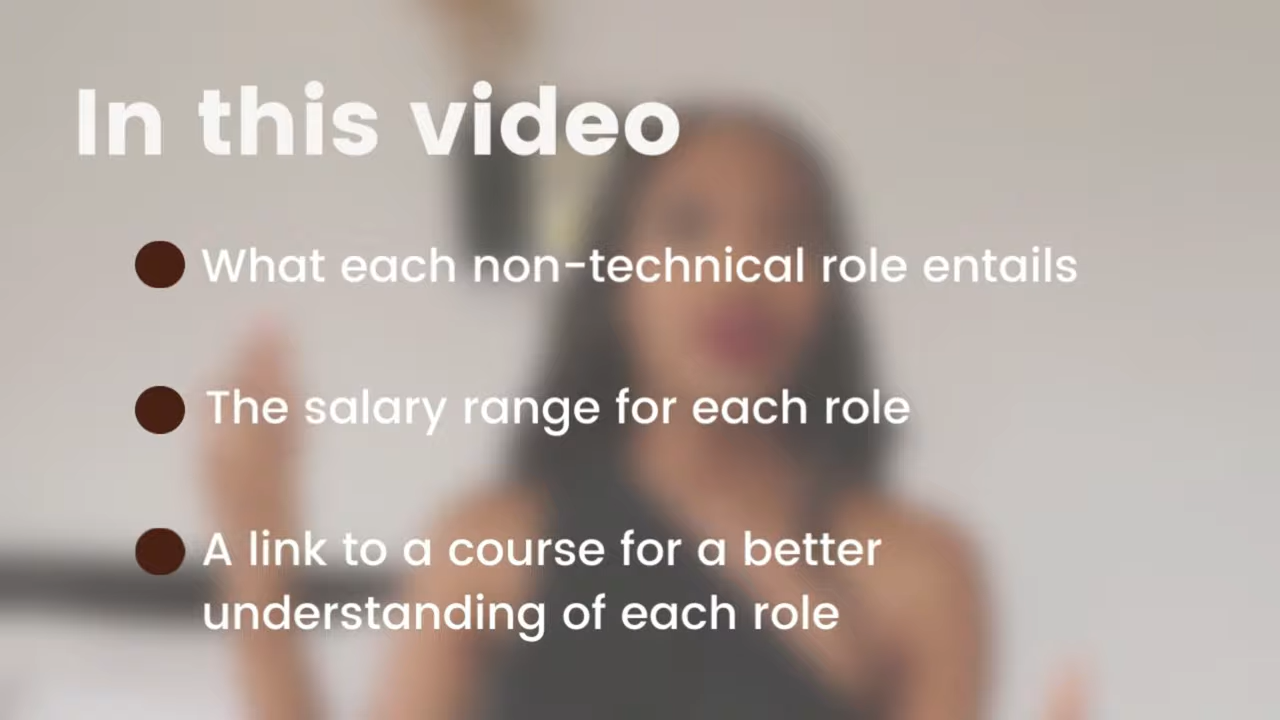 In this video
What each non-technical role entails
The salary range for each role
A link to a course for a better
understanding of each role